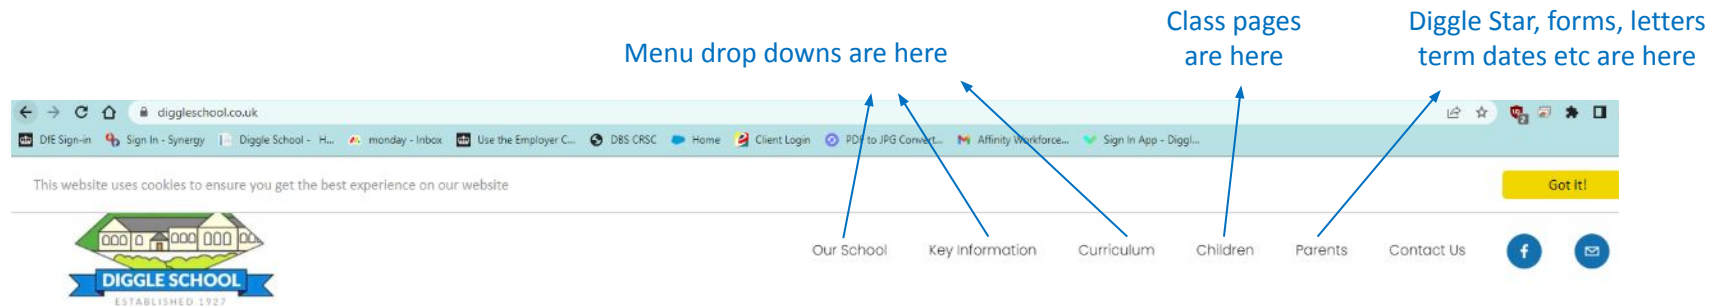 Class pages
are here
Diggle Star, forms, letters
term dates etc are here
Menu drop downs are here
diggleschool.co.uk
DfE Sign-in Sign In - Synergy Diggle School - H... monday - Inbox Use the Employer C... DBS CRSC Home Client Login PDF to JPG Convert... Affinity Workforce... Sign In App - Diggl...
This website uses cookies to ensure you get the best experience on our website
Got it!
Our School Key Information Curriculum Children Parents Contact Us
DIGGLE SCHOOL
ESTABLISHED 1927